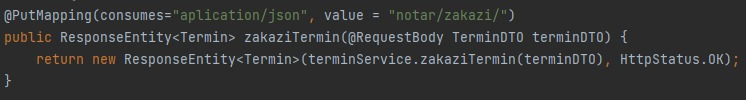 @PutMapping(consumes="aplication/json", value = "notar/zakazi/")
public ResponseEntity<Termin> zakaziTermin(@RequestBody TerminDTO terminDTO) {
    return new ResponseEntity<Termin>(terminService.zakaziTermin(terminDTO), HttpStatus.OK);
}